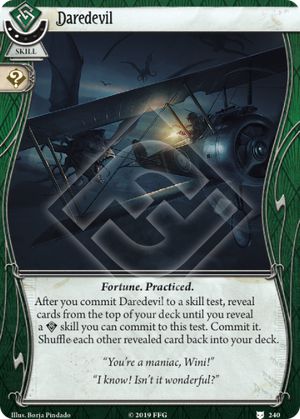 Daredevil
SKILL
?
Fortune. Practiced.
After you commit Daredevil to a skill test, reveal
cards from the top of your deck until you reveal
a skill you can commit to this test. Commit it.
Shuffle each other revealed card back into your deck.
"You're a maniac, Wini!"
"I know! Isn't it wonderful?"
Illus. Borja Pindado © 2019 FFG 240